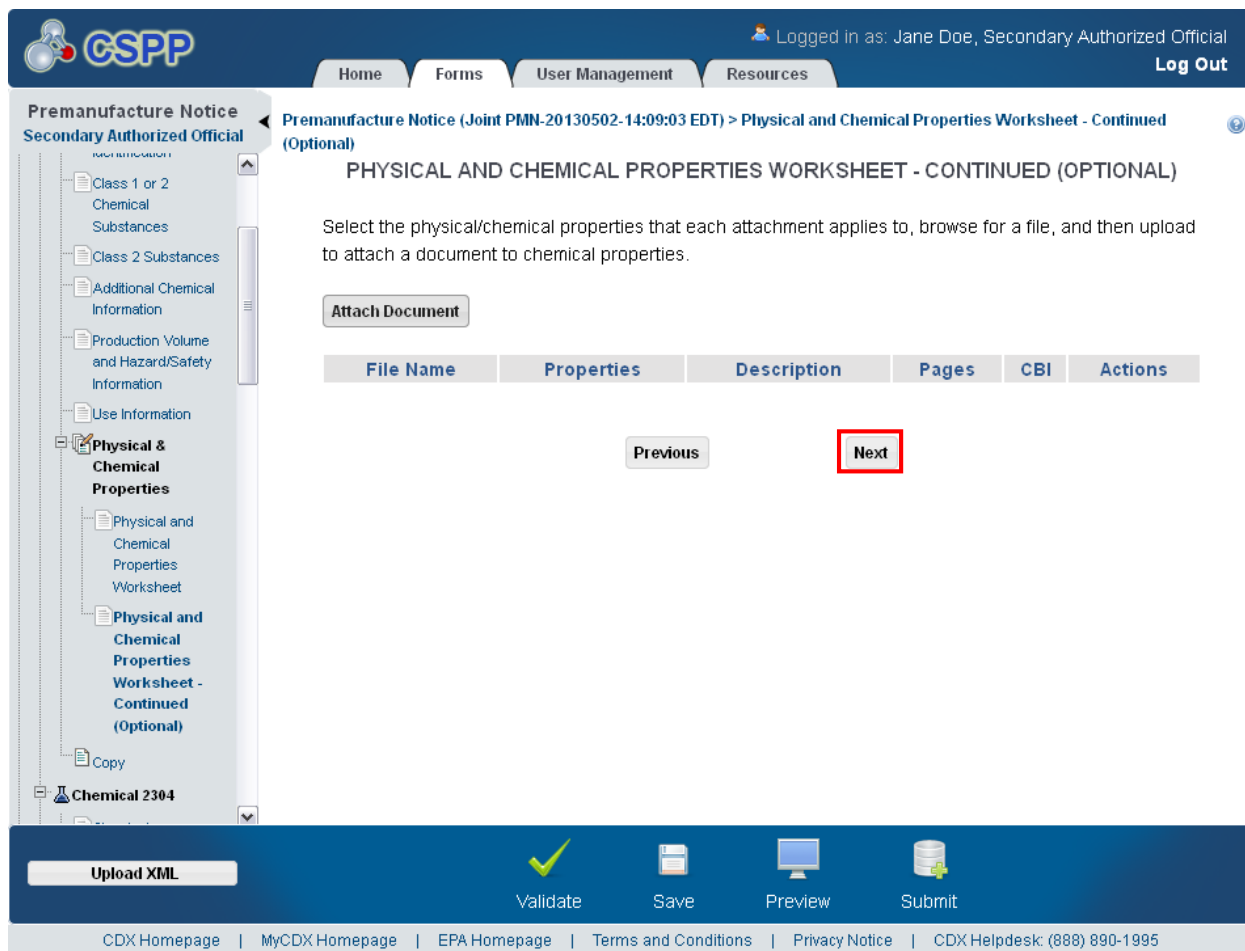 CSPP
Logged in as: Jane Doe, Secondary Authorized Official
Log Out
Home Forms User Management Resources
Premanufacture Notice
Secondary Authorized Official
Class 1 or 2
Chemical
Substances
Class 2 Substances
Additional Chemical
Information
Production Volume
and Hazard/Safety
Information
Use Information
Physical &
Chemical
Properties
Physical and
Chemical
Properties
Worksheet
Physical and
Chemical
Properties
Worksheet -
Continued
(Optional)
Copy
Chemical 2304
Premanufacture Notice (Joint PMN-20130502-14:09:03 EDT) > Physical and Chemical Properties Worksheet - Continued
(Optional)
PHYSICAL AND CHEMICAL PROPERTIES WORKSHEET - CONTINUED (OPTIONAL)
Select the physical/chemical properties that each attachment applies to, browse for a file, and then upload
to attach a document to chemical properties.
Attach Document
File Name Properties Description Pages CBI Actions
Previous Next
Upload XML
Validate Save Preview Submit
CDX Homepage | MyCDX Homepage | EPA Homepage | Terms and Conditions | Privacy Notice | CDX Helpdesk: (888) 890-1995